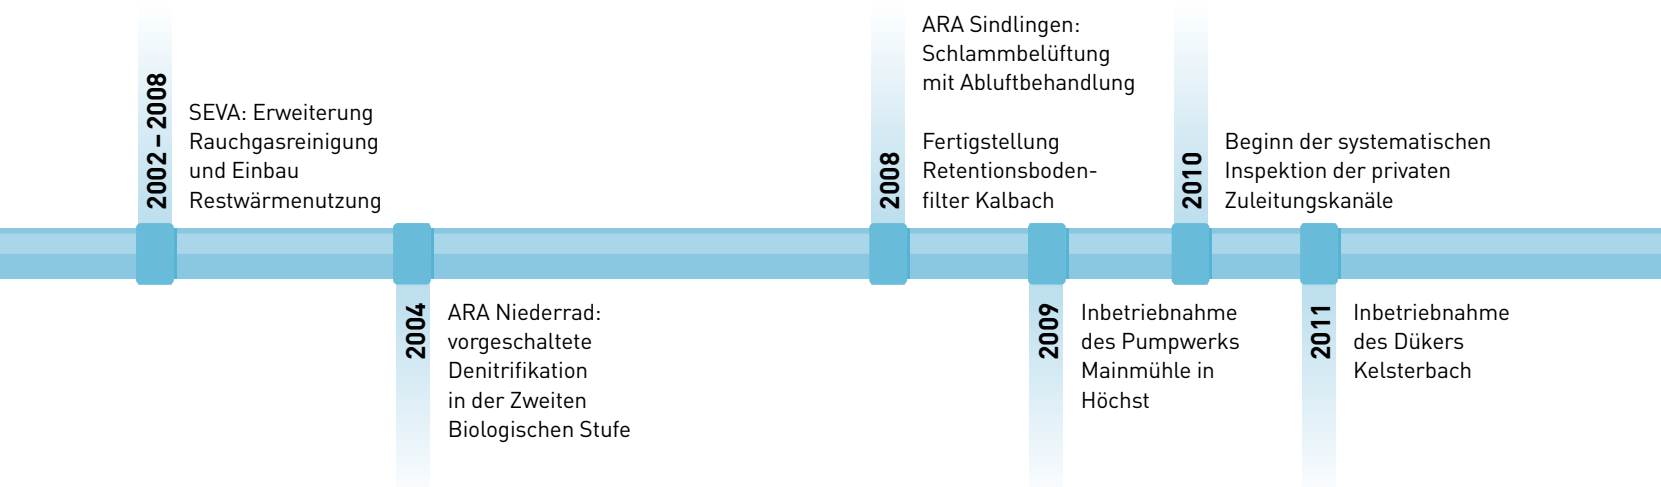 2002 – 2008
SEVA: Erweiterung
Rauchgasreinigung
und Einbau
Restwärmenutzung
2004
ARA Niederrad:
vorgeschaltete
Denitrifikation
in der Zweiten
Biologischen Stufe
2008
ARA Sindlingen:
Schlammbelüftung
mit Abluftbehandlung
Fertigstellung
Retentionsboden-
filter Kalbach
2009
Inbetriebnahme
des Pumpwerks
Mainmühle in
Höchst
2010
Beginn der systematischen
Inspektion der privaten
Zuleitungskanäle
2011
Inbetriebnahme
des Dükers
Kelsterbach